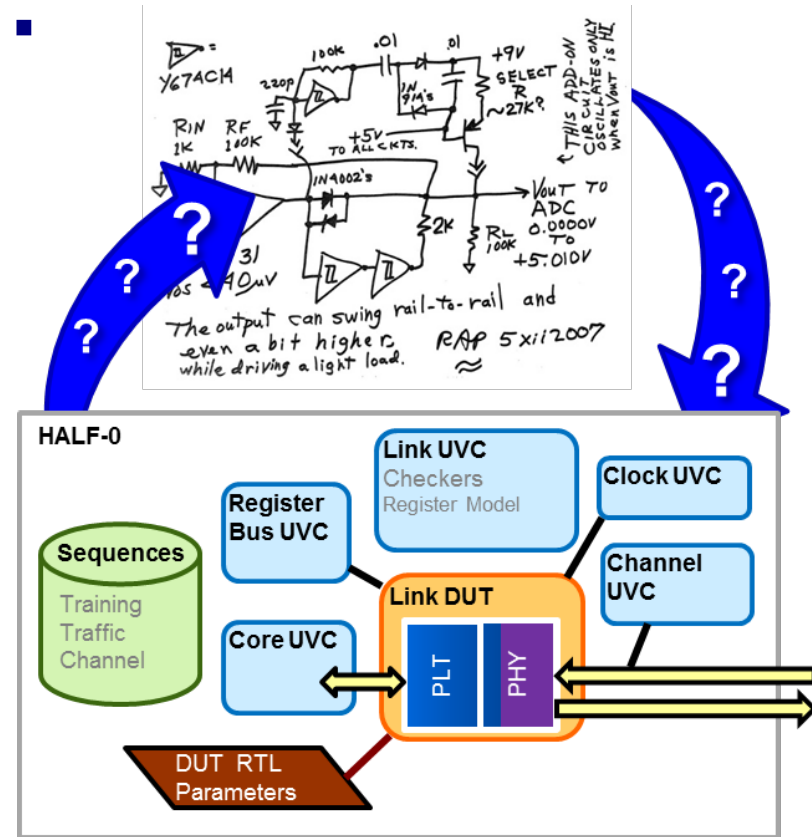 Y67AC14
100K
.01
.01
+9V
SELECT
R
~27K?
220P
1N
914's
THIS ADD-ON
CIRCUIT
OSCILLATES ONLY
WHEN VOUT IS HI.
+5V
TO ALL CKTS.
RIN
1K
RF
100K
1N4002's
VOUT TO
ADC
0.0000V
TO
+5.010V
2K
RL
100K
31
VOS < 40µV
The output can swing rail-to-rail and
even a bit higher
while driving a light load.
RAP 5xii2007
? ? ?
? ? ?
HALF-0
Sequences
Training
Traffic
Channel
Register
Bus UVC
Core UVC
Link UVC
Checkers
Register Model
Clock UVC
Channel
UVC
Link DUT
PLT
PHY
DUT RTL
Parameters